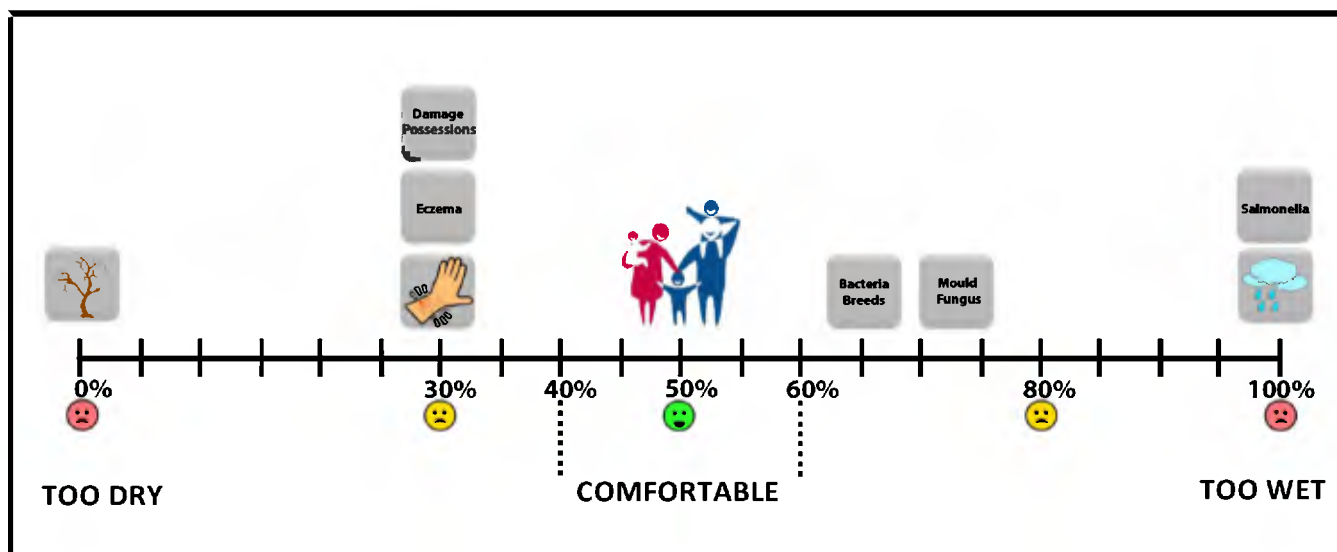 Damage
Possessions
Eczema
Salmonella
Bacteria
Breeds
Mould
Fungus
0%
30%
40%
50%
60%
80%
100%
TOO DRY
COMFORTABLE
TOO WET